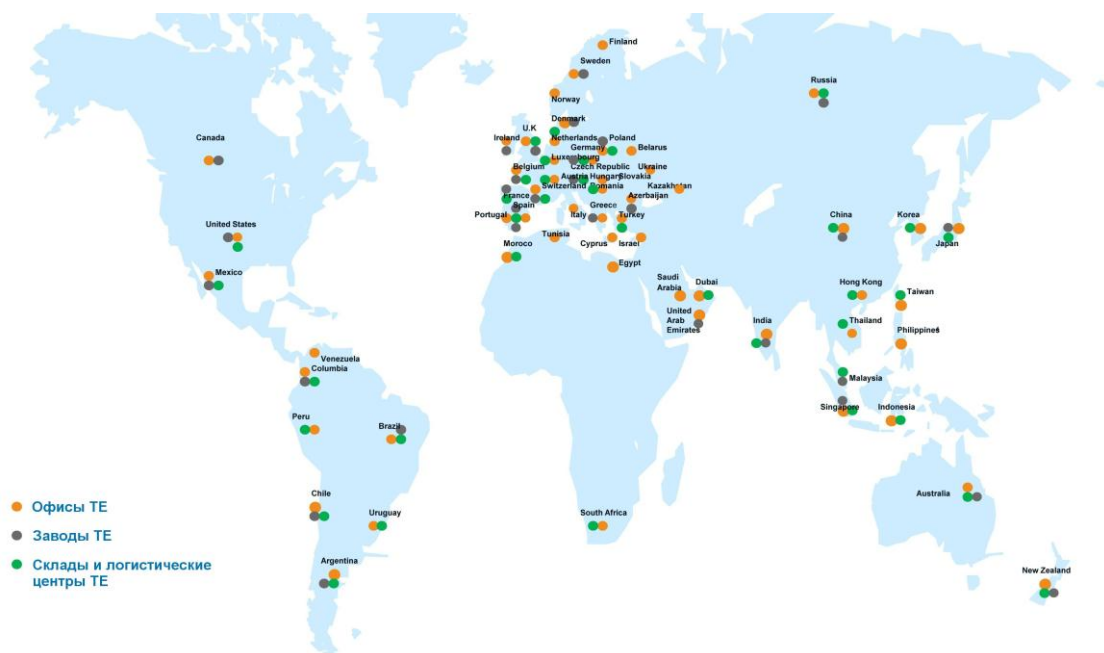 Finland
Sweden
Russia
Norway
Denmark
U.K
Ireland
Netherlands
Poland
Canada
Germany
Belarus
Luxembourg
Belgium
Czech Republic
Ukraine
Austria
Hungary
Slovakia
Switzerland
Romania
Kazakhstan
France
Azerbaijan
Spain
Portugal
Italy
Greece
Turkey
China
Korea
United States
Japan
Tunisia
Cyprus
Israel
Moroco
Egypt
Mexico
Saudi
Arabia
Dubai
Hong Kong
Taiwan
United
Arab
Emirates
India
Thailand
Philippines
Venezuela
Columbia
Malaysia
Singapore
Indonesia
Peru
Brazil
Chile
Uruguay
South Africa
Australia
Argentina
New Zealand
Офисы TE
Заводы TE
Склады и логистические
центры TE